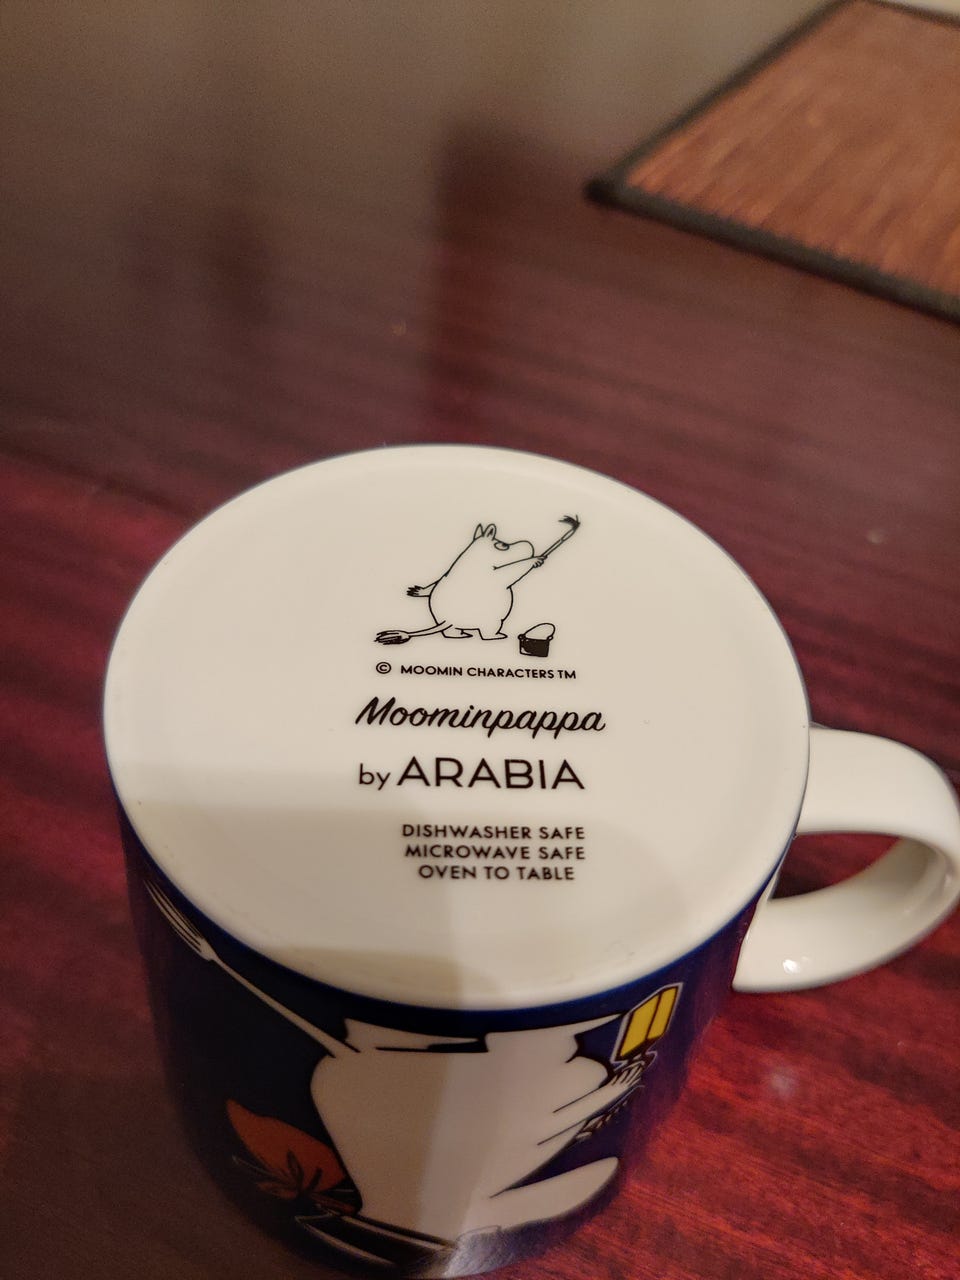 © MOOMIN CHARACTERS TM
Moominpappa
by ARABIA
DISHWASHER SAFE
MICROWAVE SAFE
OVEN TO TABLE